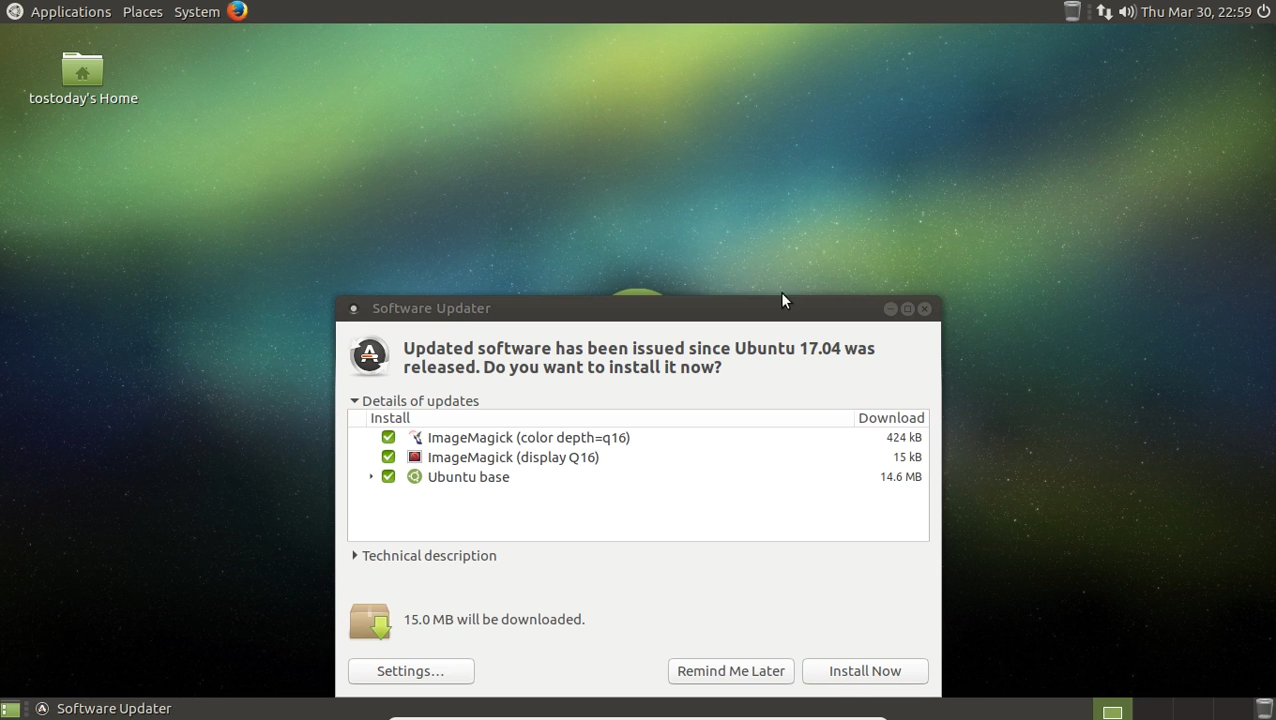 Applications Places System Thu Mar 30, 22:59
tostoday's Home
Software Updater
Updated software has been issued since Ubuntu 17.04 was
released. Do you want to install it now?
Details of updates
Install Download
ImageMagick (color depth=q16) 424 kB
ImageMagick (display Q16) 15 kB
Ubuntu base 14.6 MB
Technical description
15.0 MB will be downloaded.
Settings… Remind Me Later Install Now
Software Updater